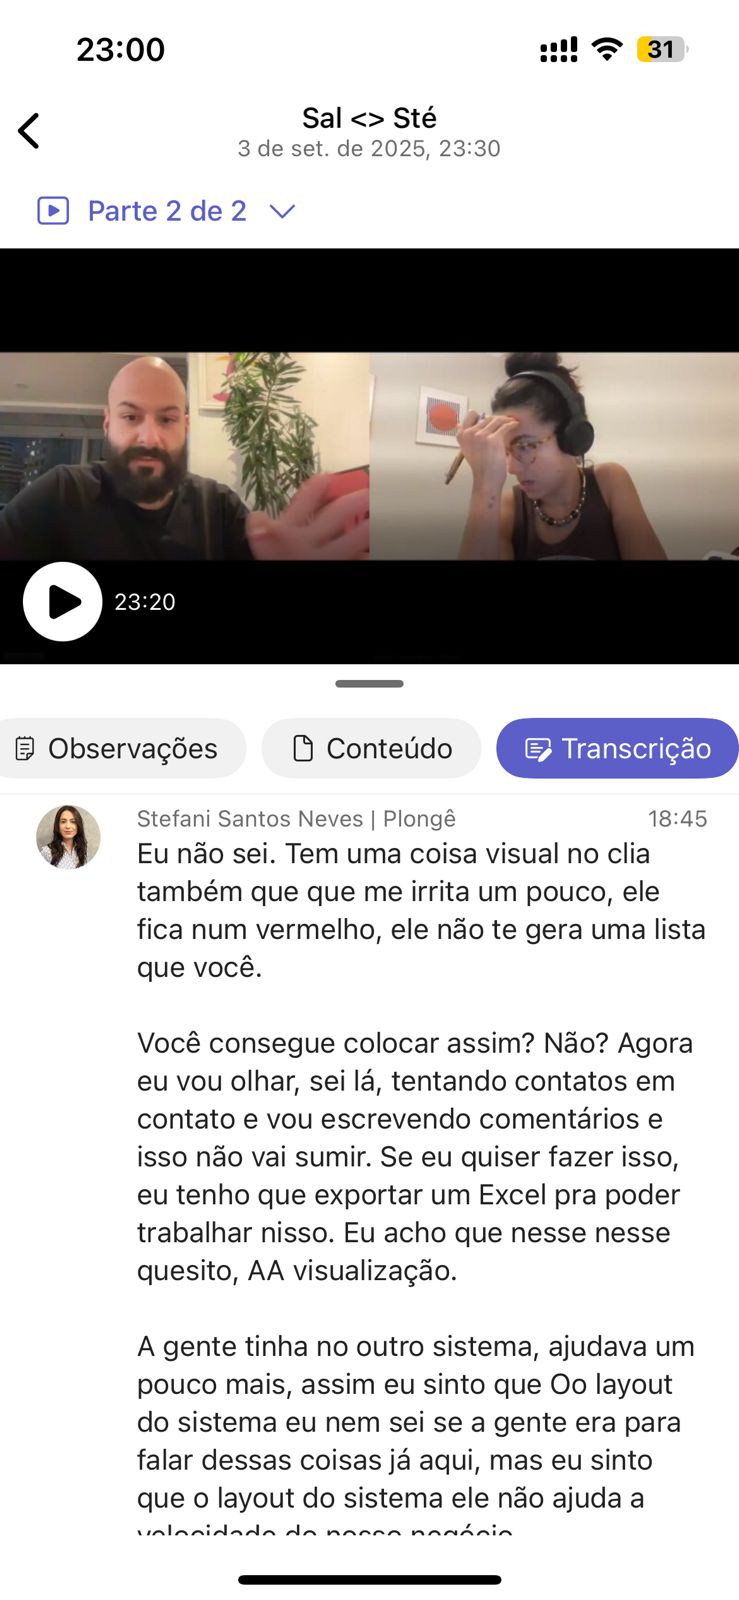 23:00
31
Sal <> Sté
3 de set. de 2025, 23:30
Parte 2 de 2
23:20
Observações
Conteúdo
Transcrição
Stefani Santos Neves | Plongê
18:45
Eu não sei. Tem uma coisa visual no clia
também que que me irrita um pouco, ele
fica num vermelho, ele não te gera uma lista
que você.
Você consegue colocar assim? Não? Agora
eu vou olhar, sei lá, tentando contatos em
contato e vou escrevendo comentários e
isso não vai sumir. Se eu quiser fazer isso,
eu tenho que exportar um Excel pra poder
trabalhar nisso. Eu acho que nesse nesse
quesito, AA visualização.
A gente tinha no outro sistema, ajudava um
pouco mais, assim eu sinto que Oo layout
do sistema eu nem sei se a gente era para
falar dessas coisas já aqui, mas eu sinto
que o layout do sistema ele não ajuda a
velocidade do nosso negócio